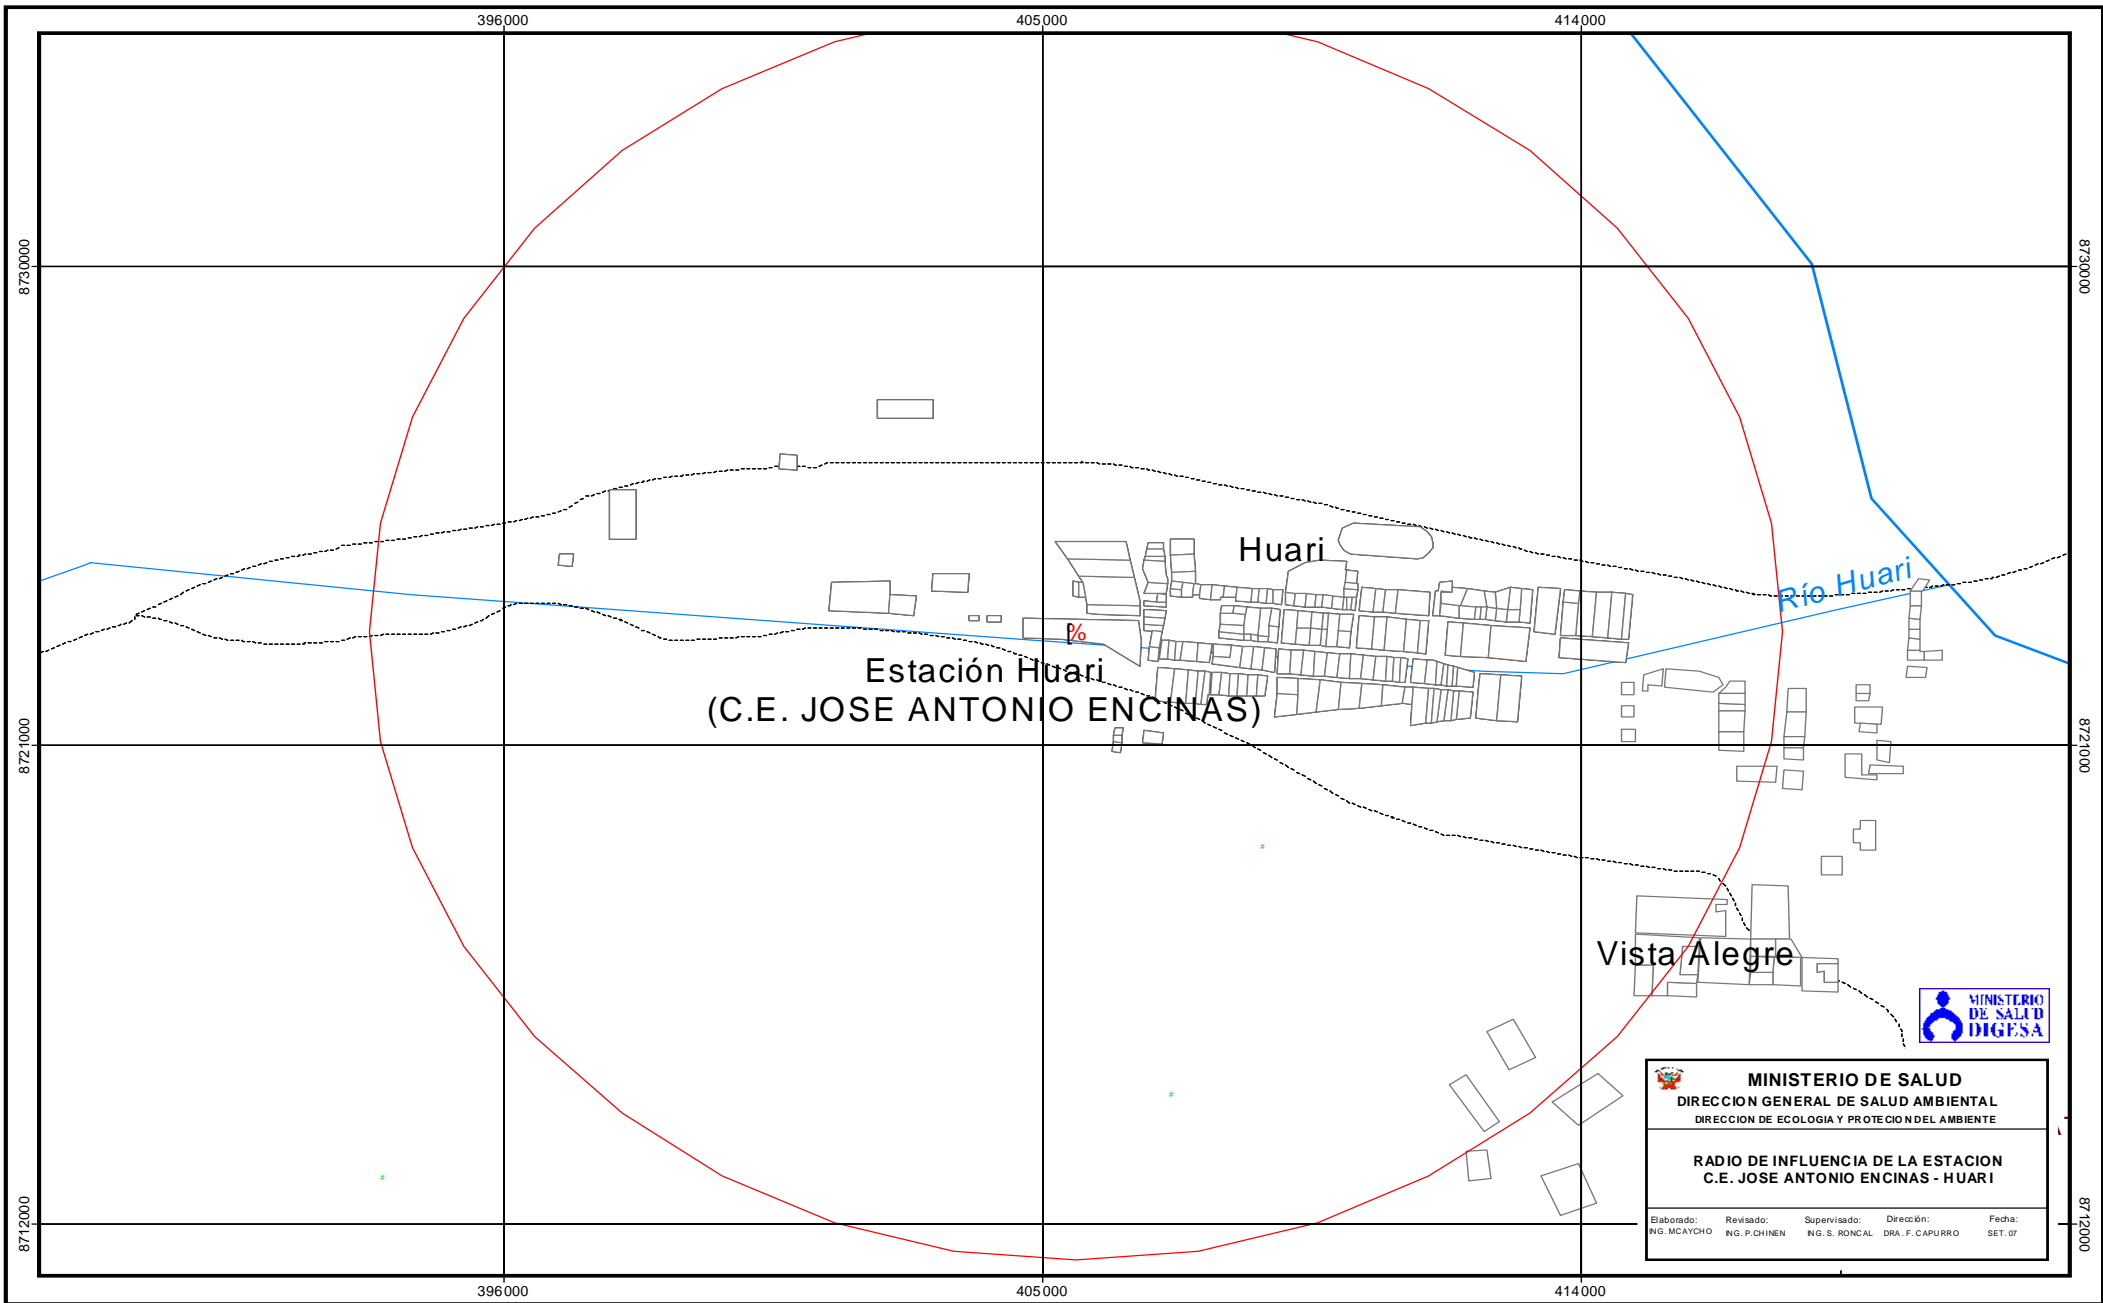 396000
405000
414000
8730000
8730000
Huari
Río Huari
%
Estación Huari
(C.E. JOSE ANTONIO ENCINAS)
8721000
8721000
Vista Alegre
MINISTERIO
DE SALUD
DIGESA
MINISTERIO DE SALUD
DIRECCION GENERAL DE SALUD AMBIENTAL
DIRECCION DE ECOLOGIA Y PROTECION DEL AMBIENTE
RADIO DE INFLUENCIA DE LA ESTACION
C.E. JOSE ANTONIO ENCINAS - HUARI
Elaborado: Revisado: Supervisado: Dirección: Fecha:
ING. MCAYCHO ING. P.CHINEN ING. S. RONCAL DRA. F. CAPURRO SET. 07
8712000
8712000
396000
405000
414000